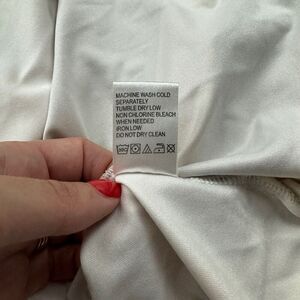 MACHINE WASH COLD
SEPARATELY
TUMBLE DRY LOW
NON CHLORINE BLEACH
WHEN NEEDED
IRON LOW
DO NOT DRY CLEAN